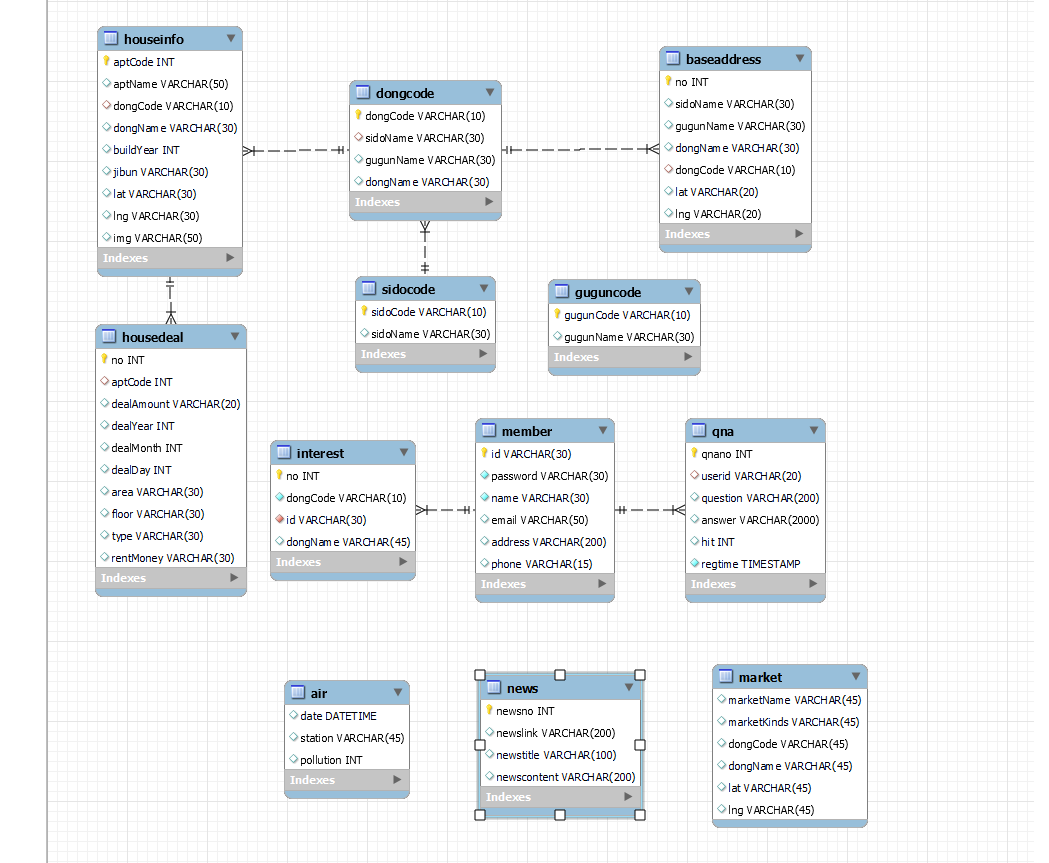 houseinfo
aptCode INT
aptName VARCHAR(50)
dongCode VARCHAR(10)
dongName VARCHAR(30)
buildYear INT
jibun VARCHAR(30)
lat VARCHAR(30)
lng VARCHAR(30)
img VARCHAR(50)
Indexes
dongcode
dongCode VARCHAR(10)
sidoName VARCHAR(30)
gugunName VARCHAR(30)
dongName VARCHAR(30)
Indexes
baseaddress
no INT
sidoName VARCHAR(30)
gugunName VARCHAR(30)
dongName VARCHAR(30)
dongCode VARCHAR(10)
lat VARCHAR(20)
lng VARCHAR(20)
Indexes
sidocode
sidoCode VARCHAR(10)
sidoName VARCHAR(30)
Indexes
guguncode
gugunCode VARCHAR(10)
gugunName VARCHAR(30)
Indexes
housedeal
no INT
aptCode INT
dealAmount VARCHAR(20)
dealYear INT
dealMonth INT
dealDay INT
area VARCHAR(30)
floor VARCHAR(30)
type VARCHAR(30)
rentMoney VARCHAR(30)
Indexes
interest
no INT
dongCode VARCHAR(10)
id VARCHAR(30)
dongName VARCHAR(45)
Indexes
member
id VARCHAR(30)
password VARCHAR(30)
name VARCHAR(30)
email VARCHAR(50)
address VARCHAR(200)
phone VARCHAR(15)
Indexes
qna
qnano INT
userid VARCHAR(20)
question VARCHAR(200)
answer VARCHAR(2000)
hit INT
regtime TIMESTAMP
Indexes
air
date DATETIME
station VARCHAR(45)
pollution INT
Indexes
news
newsno INT
newslink VARCHAR(200)
newstitle VARCHAR(100)
newscontent VARCHAR(200)
Indexes
market
marketName VARCHAR(45)
marketKinds VARCHAR(45)
dongCode VARCHAR(45)
dongName VARCHAR(45)
lat VARCHAR(45)
lng VARCHAR(45)